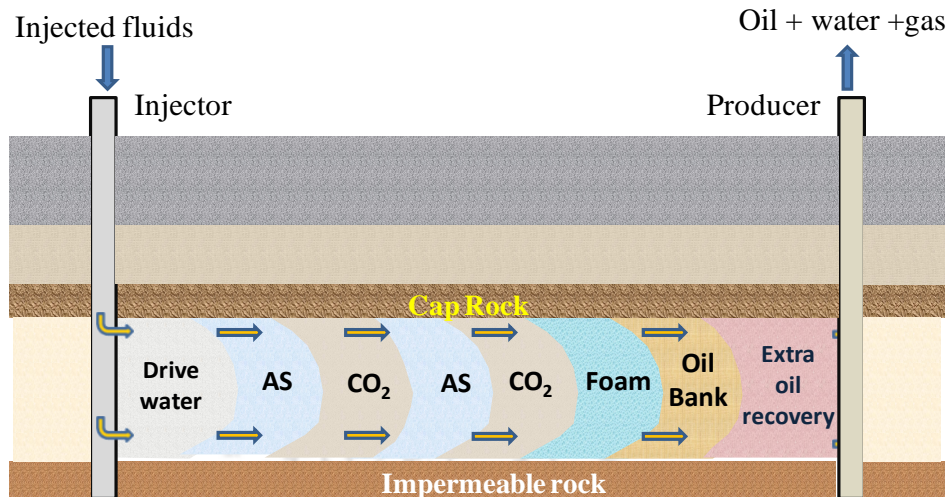 Injected fluids
Oil + water +gas
Injector
Producer
Cap Rock
Drive
water
AS
CO₂
AS
CO₂
Foam
Oil
Bank
Extra
oil
recovery
Impermeable rock